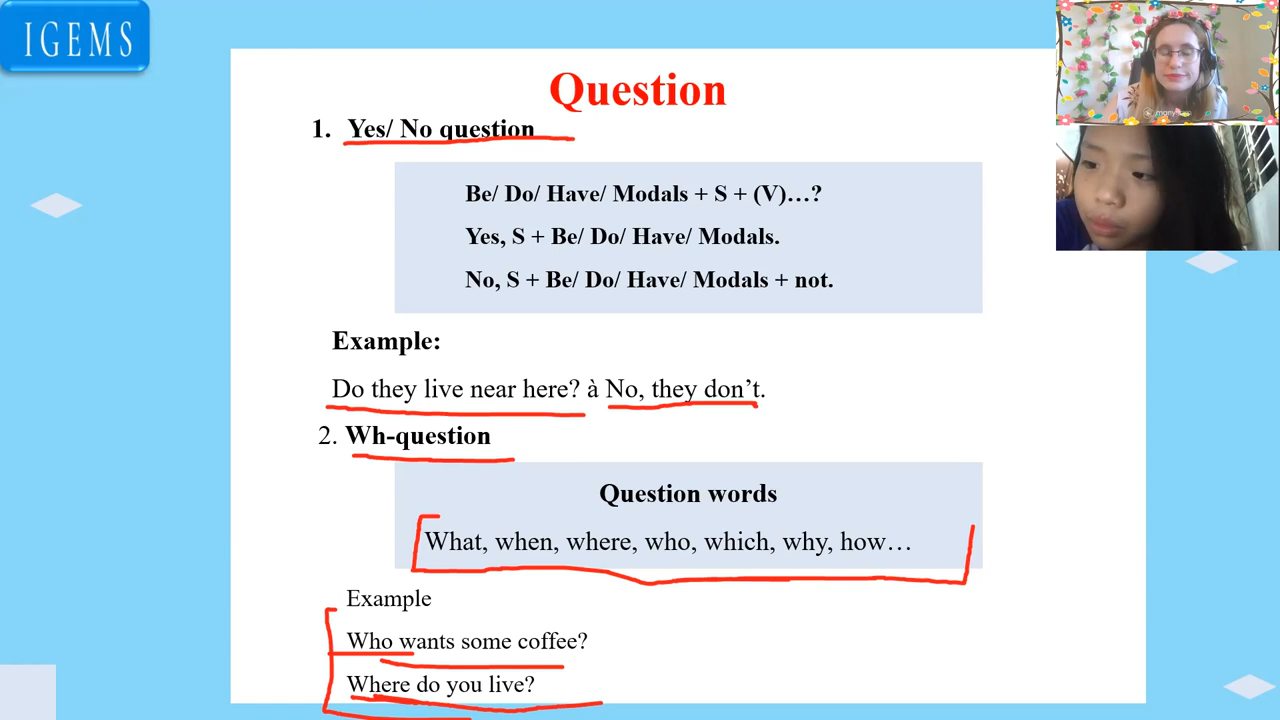 IGEMS
Question
1. Yes/ No question
Be/ Do/ Have/ Modals + S + (V)…?
Yes, S + Be/ Do/ Have/ Modals.
No, S + Be/ Do/ Have/ Modals + not.
Example:
Do they live near here? à No, they don’t.
2. Wh-question
Question words
What, when, where, who, which, why, how…
Example
Who wants some coffee?
Where do you live?